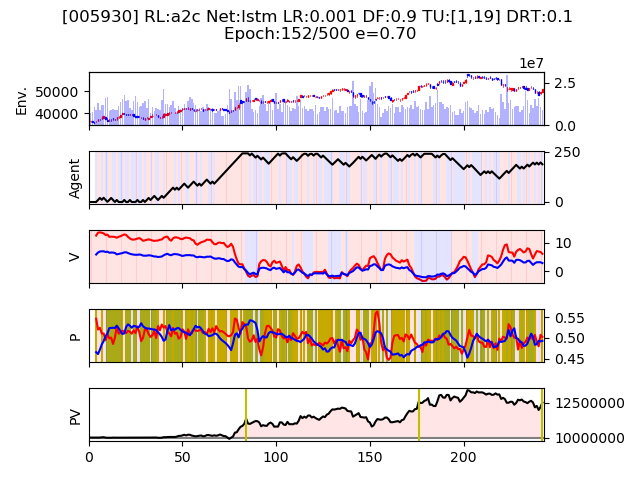 [005930] RL:a2c Net:lstm LR:0.001 DF:0.9 TU:[1,19] DRT:0.1
Epoch:152/500 e=0.70
1e7
Env.
50000
40000
2.5
0.0
Agent
250
0
V
10
0
P
0.55
0.50
0.45
PV
12500000
10000000
0 50 100 150 200